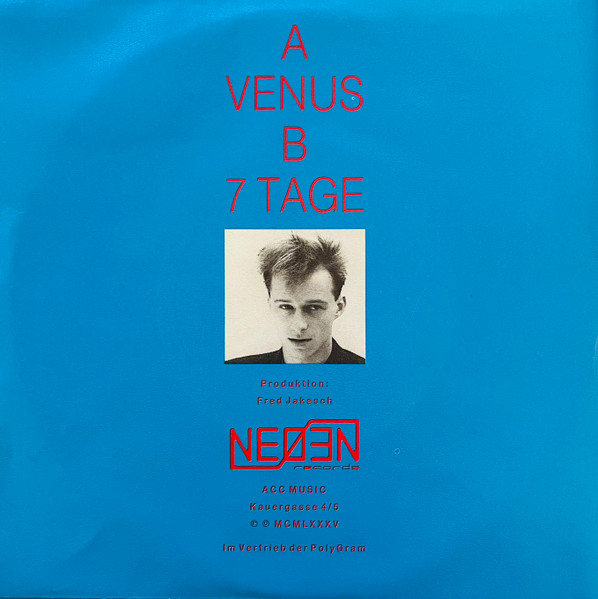 A
VENUS
B
7 TAGE
Produktion:
Fred Jakesch
NEØEN
records
ACC MUSIC
Kauergasse 4/6
© ℗ MCMLXXXV
Im Vertrieb der PolyGram